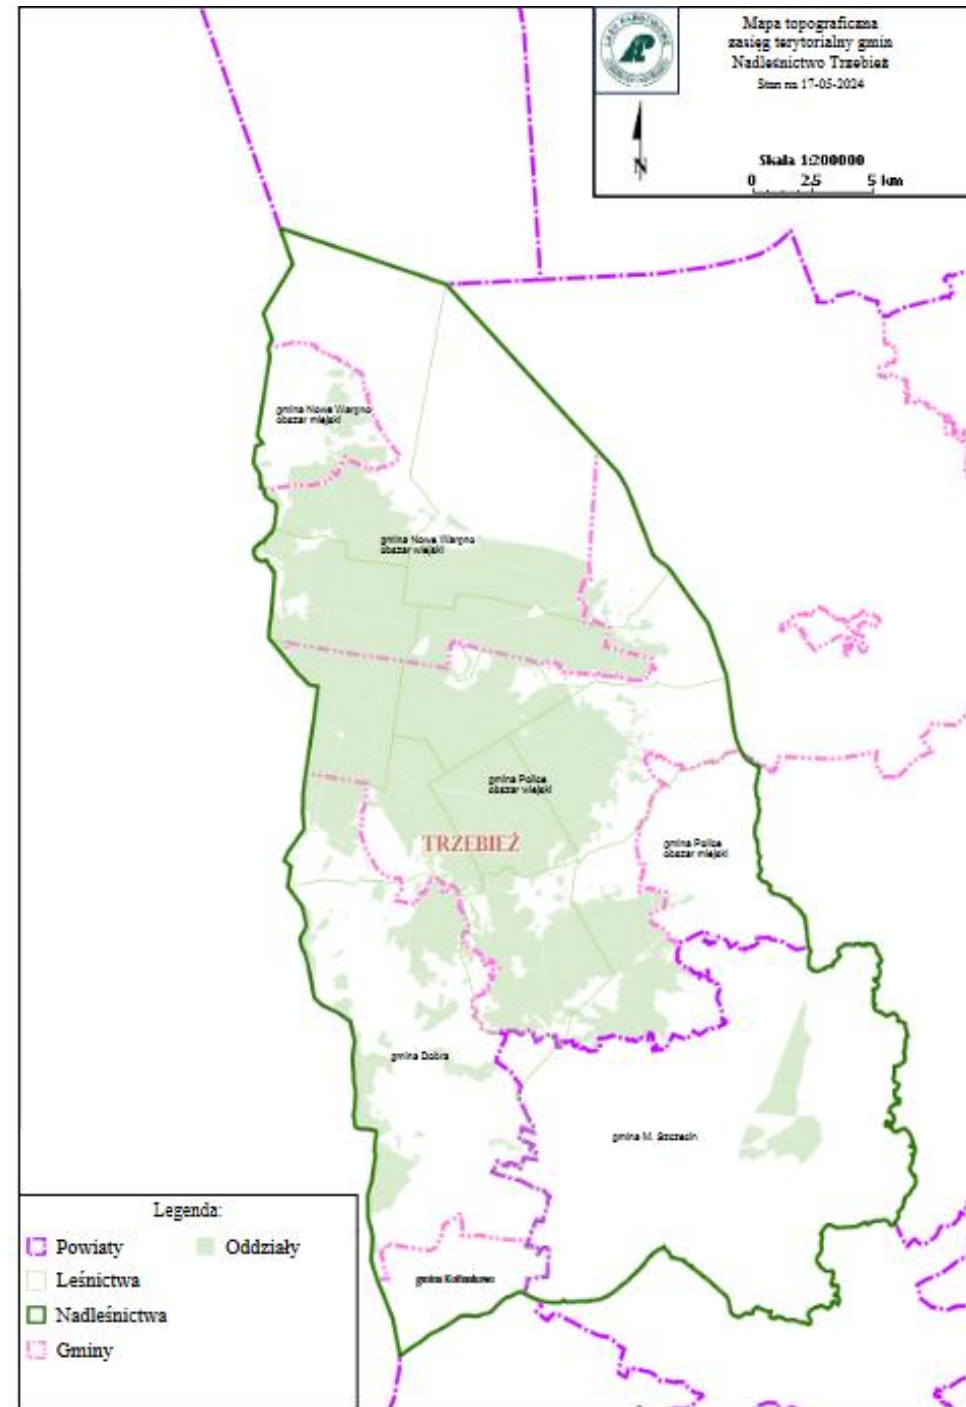 Mapa topograficzna
zasięg terytorialny gmin
Nadleśnictwo Trzebież
Stan na 17-05-2024
N
Skala 1:200000
0 2.5 5 km
gmina Nowe Warpno
obszar miejski
gmina Nowe Warpno
obszar wiejski
gmina Police
obszar wiejski
TRZEBIEŻ
gmina Police
obszar miejski
gmina Dobra
gmina M. Szczecin
gmina Kołbaskowo
Legenda:
Powiaty
Oddziały
Leśnictwa
Nadleśnictwa
Gminy